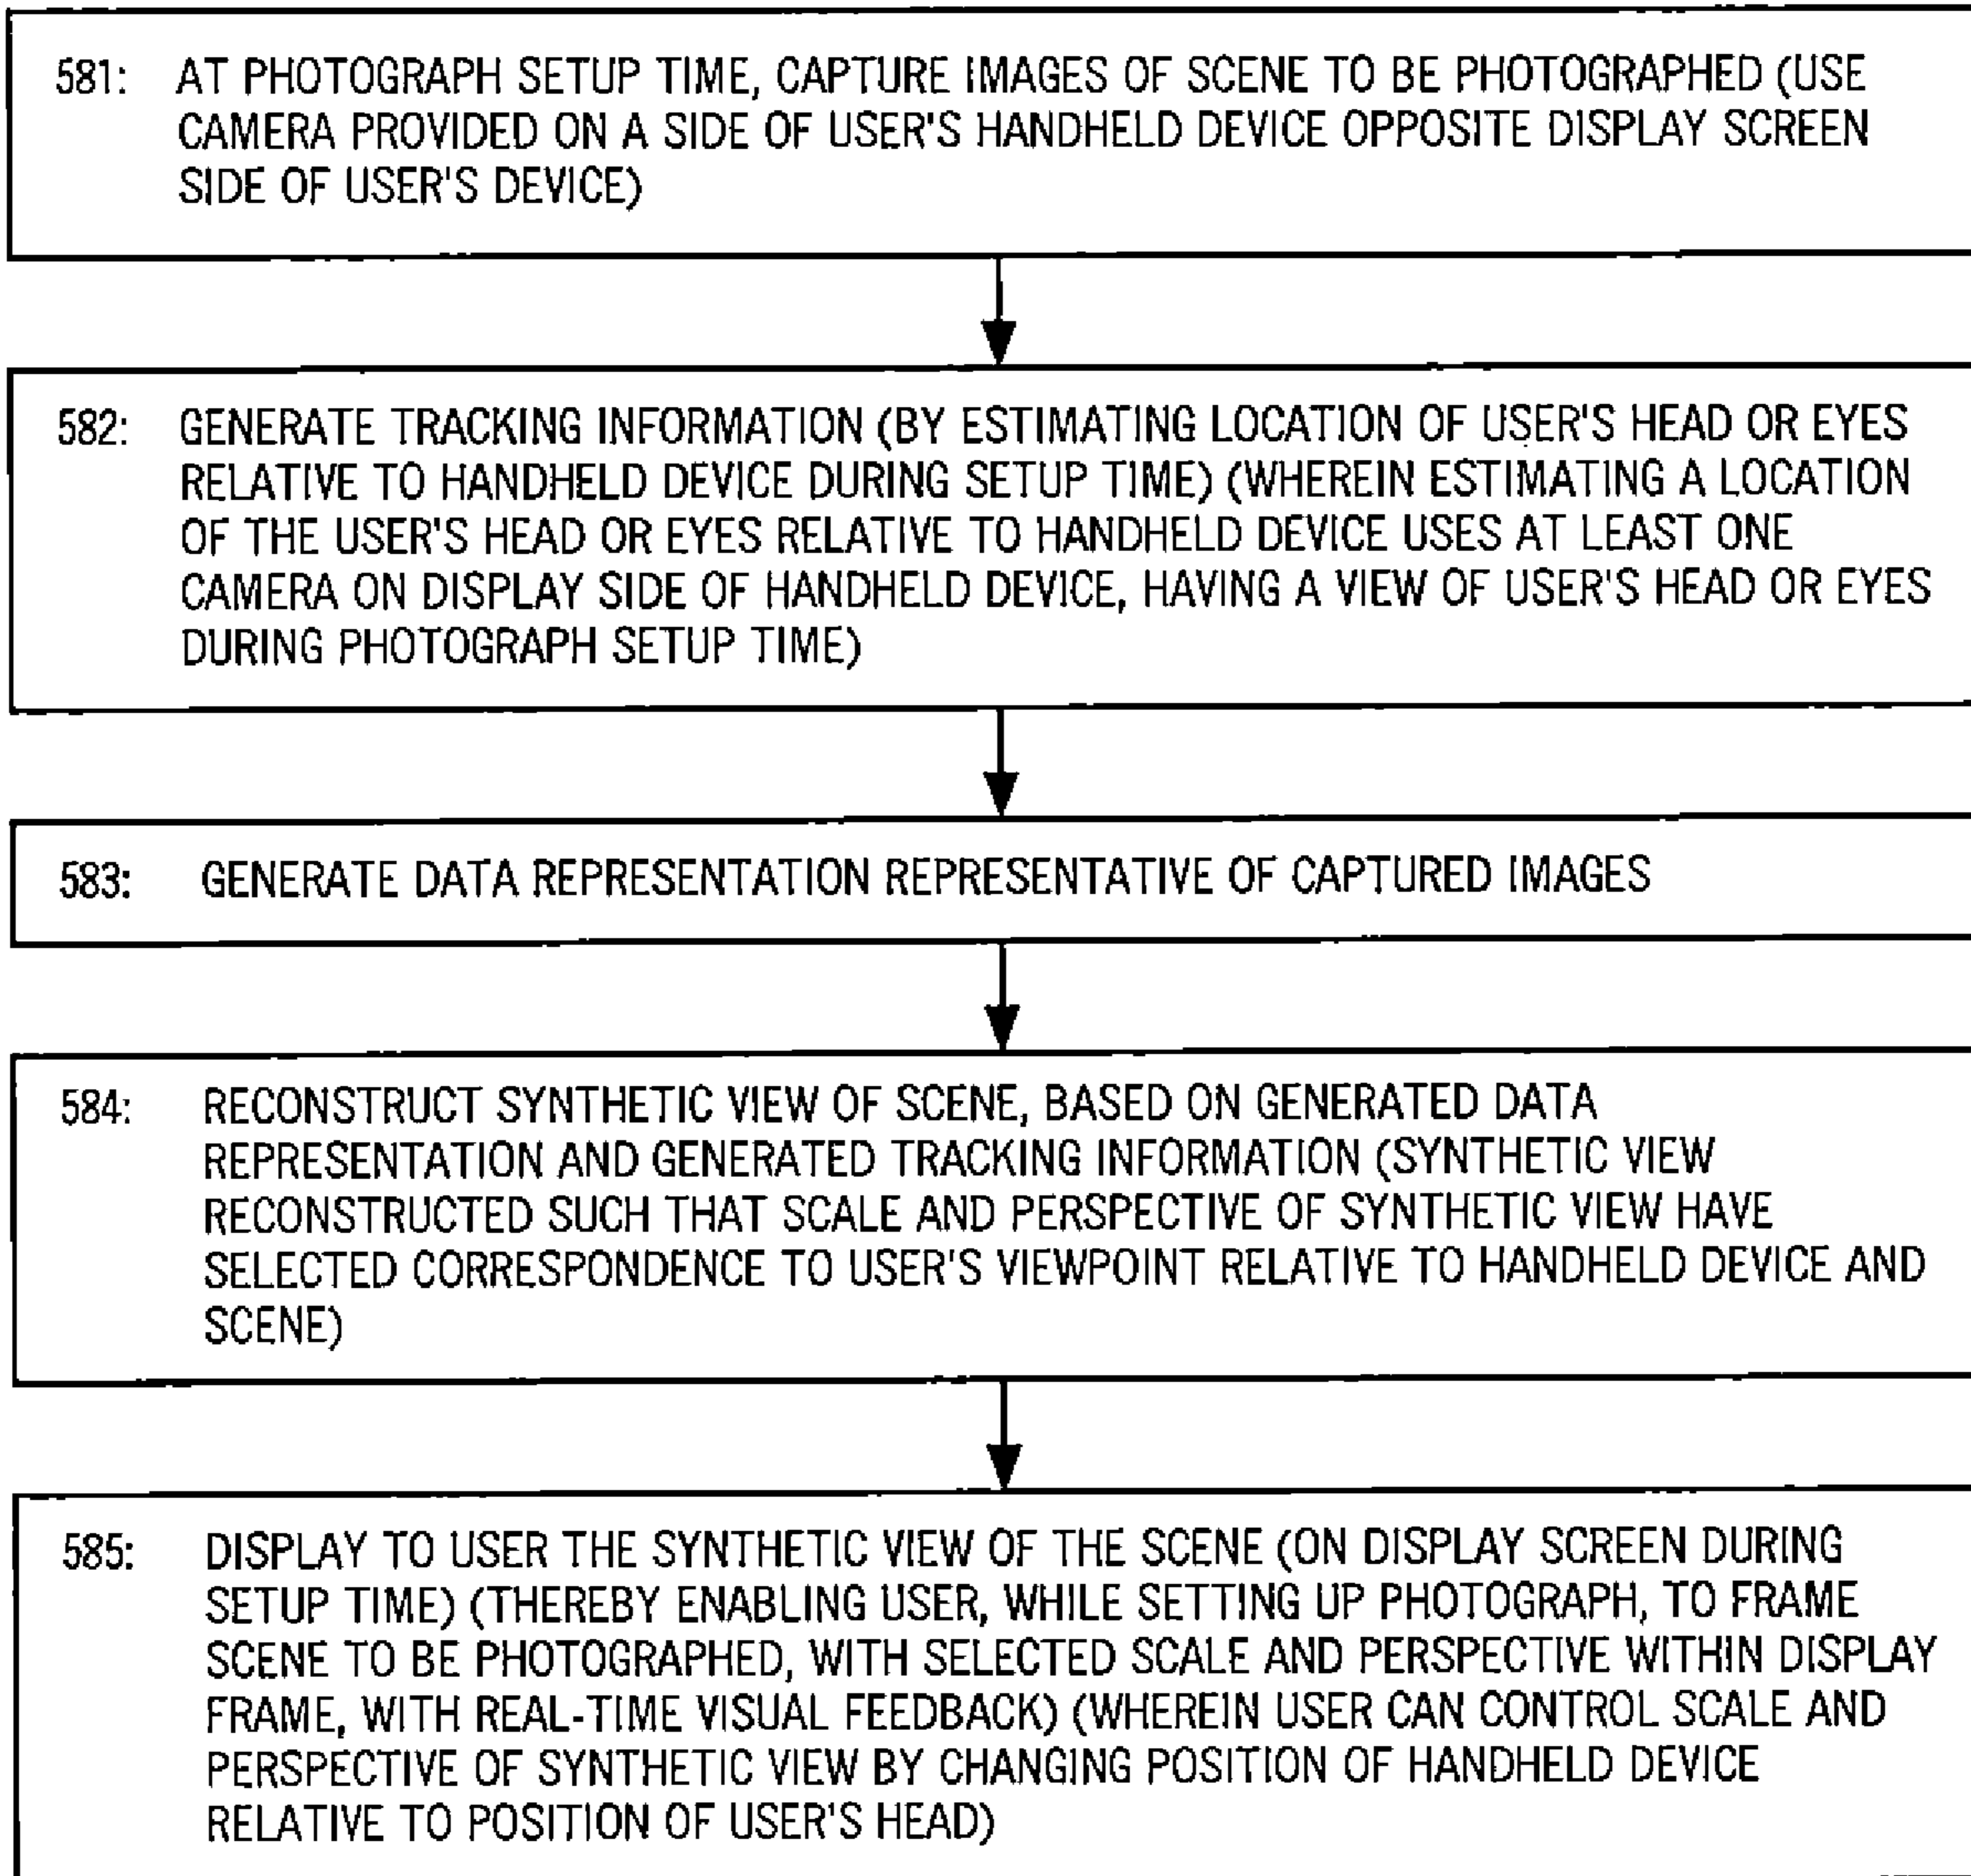 581: AT PHOTOGRAPH SETUP TIME, CAPTURE IMAGES OF SCENE TO BE PHOTOGRAPHED (USE
CAMERA PROVIDED ON A SIDE OF USER'S HANDHELD DEVICE OPPOSITE DISPLAY SCREEN
SIDE OF USER'S DEVICE)
582: GENERATE TRACKING INFORMATION (BY ESTIMATING LOCATION OF USER'S HEAD OR EYES
RELATIVE TO HANDHELD DEVICE DURING SETUP TIME) (WHEREIN ESTIMATING A LOCATION
OF THE USER'S HEAD OR EYES RELATIVE TO HANDHELD DEVICE USES AT LEAST ONE
CAMERA ON DISPLAY SIDE OF HANDHELD DEVICE, HAVING A VIEW OF USER'S HEAD OR EYES
DURING PHOTOGRAPH SETUP TIME)
583: GENERATE DATA REPRESENTATION REPRESENTATIVE OF CAPTURED IMAGES
584: RECONSTRUCT SYNTHETIC VIEW OF SCENE, BASED ON GENERATED DATA
REPRESENTATION AND GENERATED TRACKING INFORMATION (SYNTHETIC VIEW
RECONSTRUCTED SUCH THAT SCALE AND PERSPECTIVE OF SYNTHETIC VIEW HAVE
SELECTED CORRESPONDENCE TO USER'S VIEWPOINT RELATIVE TO HANDHELD DEVICE AND
SCENE)
585: DISPLAY TO USER THE SYNTHETIC VIEW OF THE SCENE (ON DISPLAY SCREEN DURING
SETUP TIME) (THEREBY ENABLING USER, WHILE SETTING UP PHOTOGRAPH, TO FRAME
SCENE TO BE PHOTOGRAPHED, WITH SELECTED SCALE AND PERSPECTIVE WITHIN DISPLAY
FRAME, WITH REAL-TIME VISUAL FEEDBACK) (WHEREIN USER CAN CONTROL SCALE AND
PERSPECTIVE OF SYNTHETIC VIEW BY CHANGING POSITION OF HANDHELD DEVICE
RELATIVE TO POSITION OF USER'S HEAD)